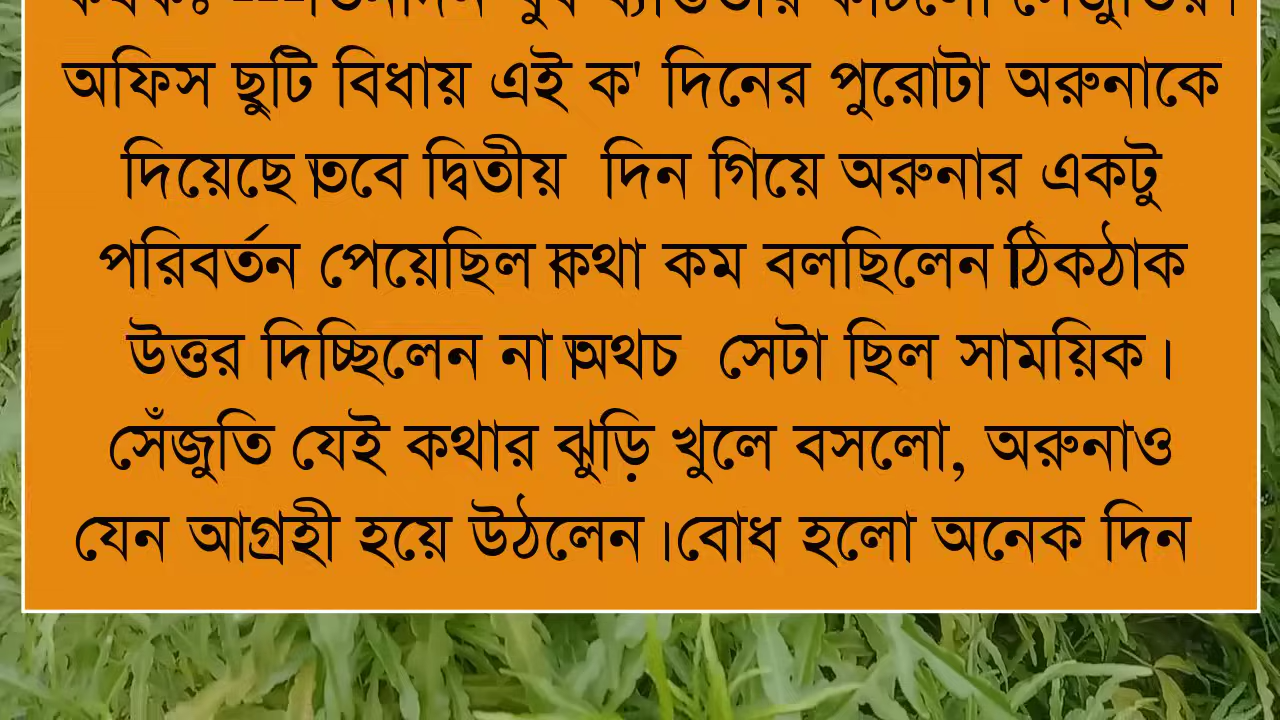 অফিস ছুটি বিধায় এই ক' দিনের পুরোটা অরুনাকে
দিয়েছে।তবে দ্বিতীয় দিন গিয়ে অরুনার একটু
পরিবর্তন পেয়েছিল।কথা কম বলছিলেন।ঠিকঠাক
উত্তর দিচ্ছিলেন না।অথচ সেটা ছিল সাময়িক।
সেঁজুতি যেই কথার ঝুড়ি খুলে বসলো, অরুনাও
যেন আগ্রহী হয়ে উঠলেন।বোধ হলো অনেক দিন